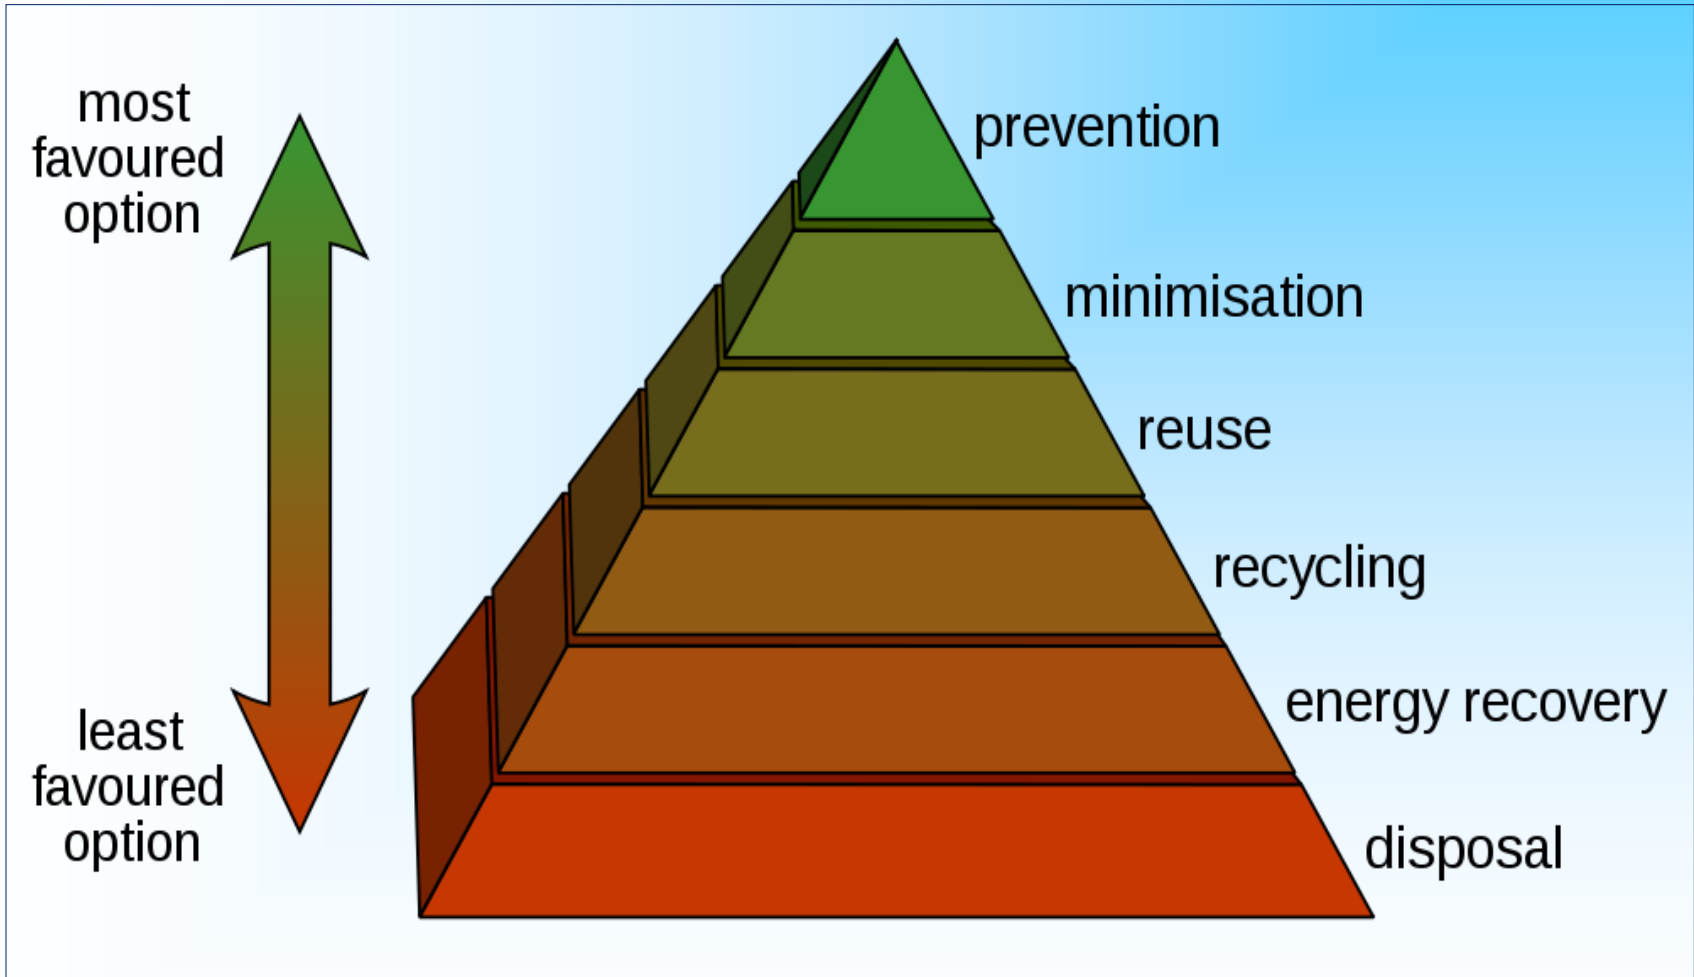 most
favoured
option
prevention
minimisation
reuse
recycling
energy recovery
least
favoured
option
disposal